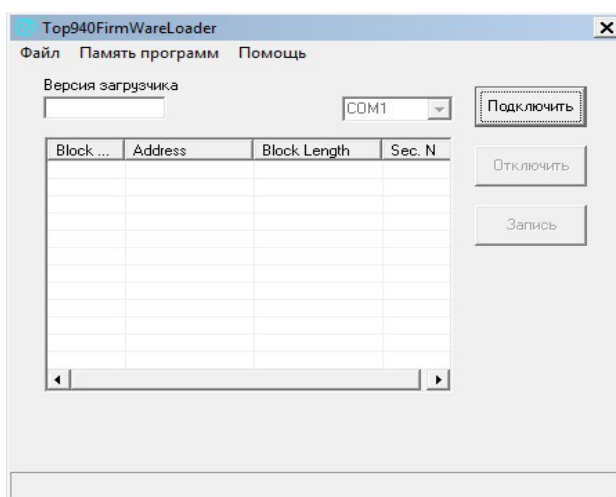 Top940FirmWareLoader
Файл Память программ Помощь
Версия загрузчика
COM1
Подключить
Block ... Address Block Length Sec. N
Отключить
Запись